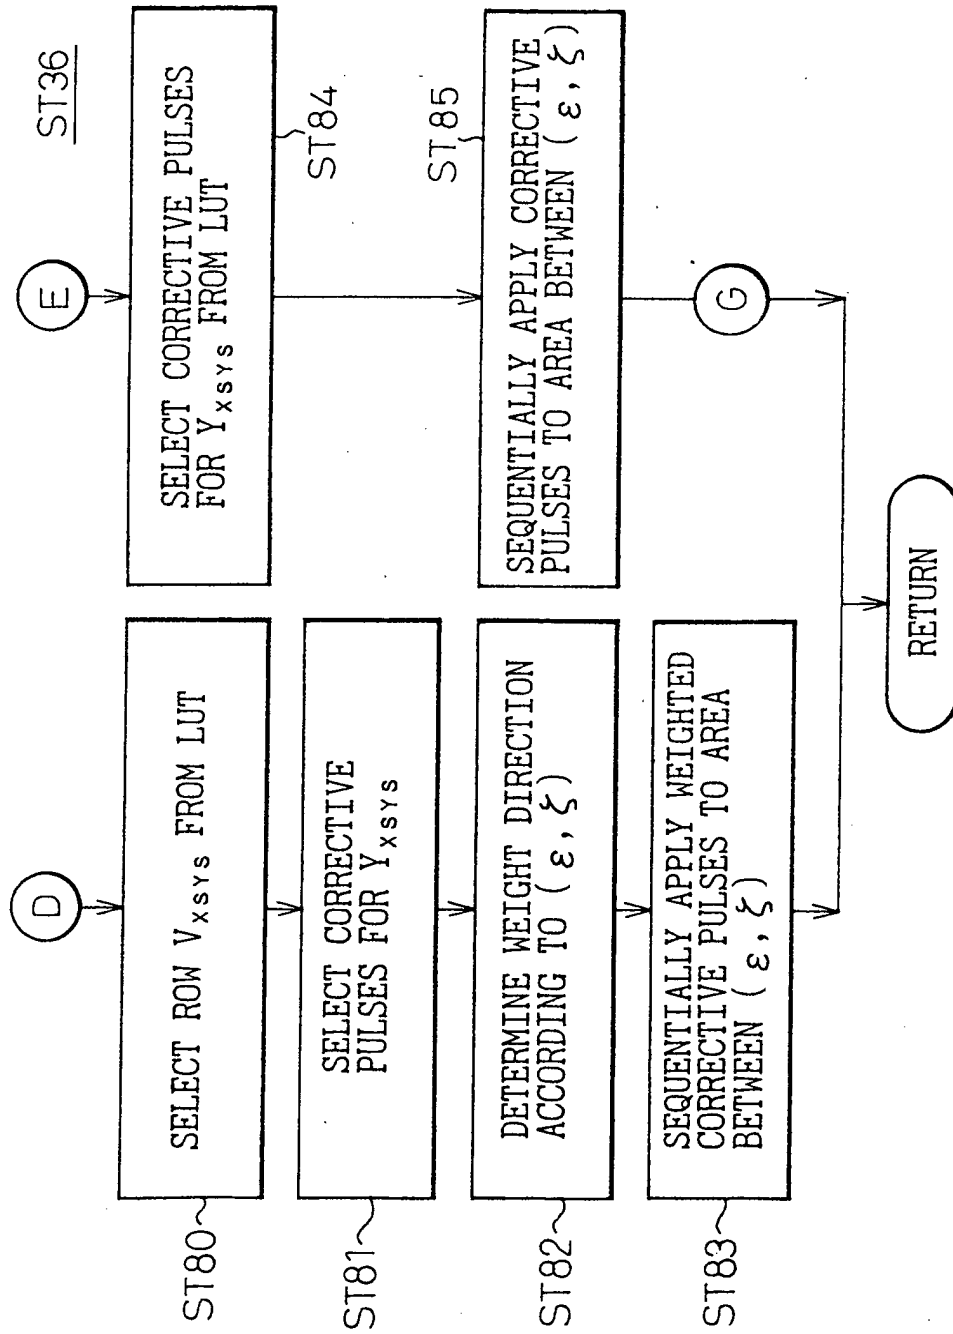 ST36
D
SELECT ROW VXSYS FROM LUT
ST80
SELECT CORRECTIVE
PULSES FOR YXSYS
ST81
DETERMINE WEIGHT DIRECTION
ACCORDING TO (ε,ζ)
ST82
SEQUENTIALLY APPLY WEIGHTED
CORRECTIVE PULSES TO AREA
BETWEEN (ε,ζ)
ST83
E
SELECT CORRECTIVE PULSES
FOR YXSYS FROM LUT
ST84
SEQUENTIALLY APPLY CORRECTIVE
PULSES TO AREA BETWEEN (ε,ζ)
ST85
G
RETURN